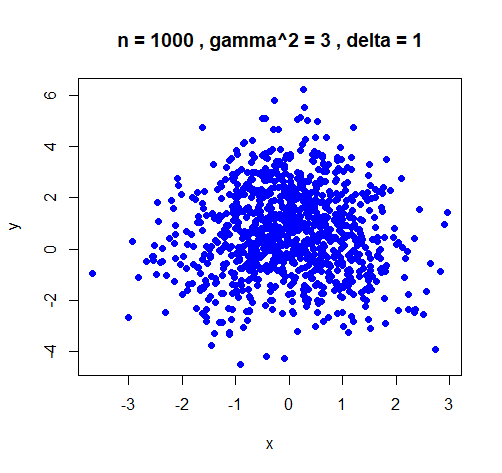 n = 1000 , gamma^2 = 3 , delta = 1
6
4
2
0
-2
-4
y
-3 -2 -1 0 1 2 3
x